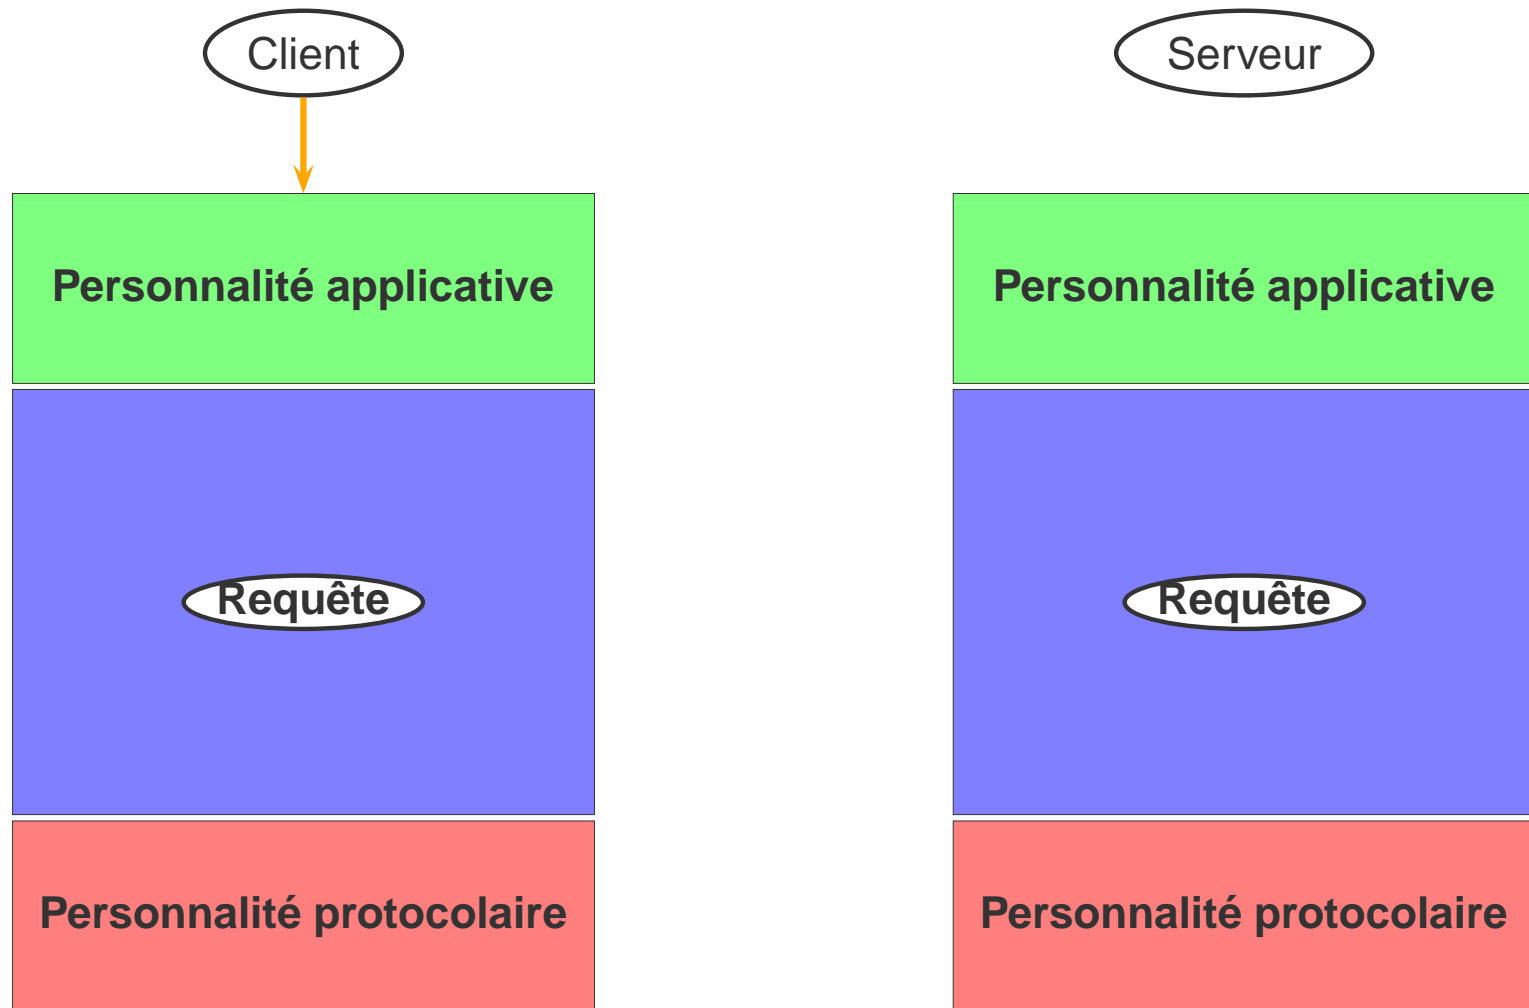 Client
Serveur
Personnalité applicative
Personnalité applicative
Requête
Requête
Personnalité protocolaire
Personnalité protocolaire